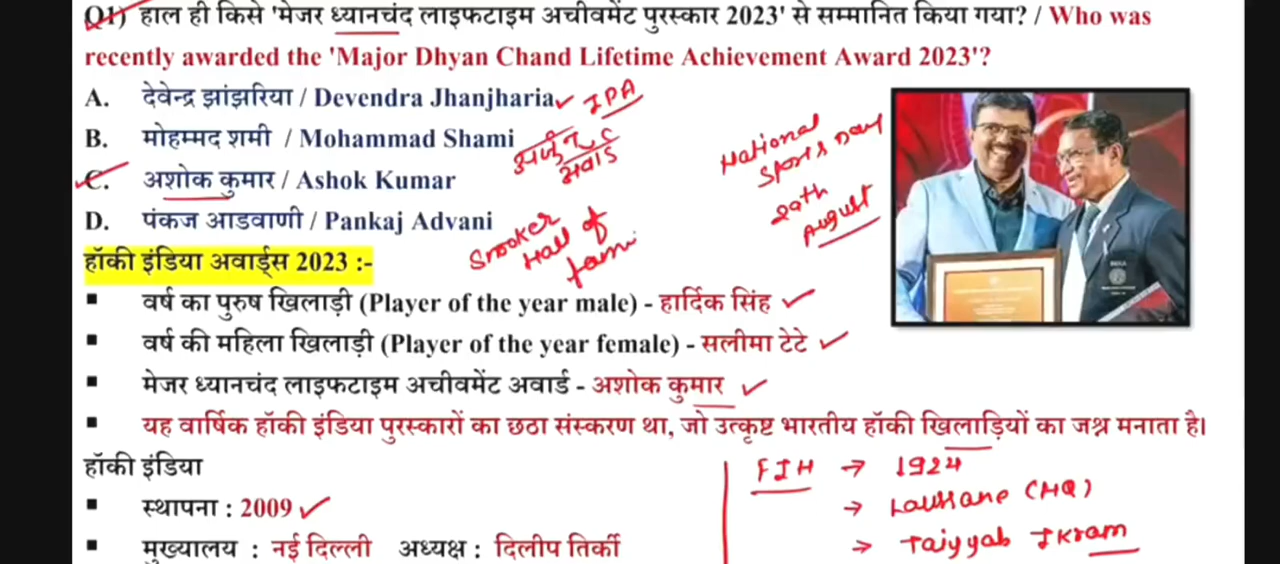 Q1) हाल ही किसे 'मेजर ध्यानचंद लाइफटाइम अचीवमेंट पुरस्कार 2023' से सम्मानित किया गया? / Who was
recently awarded the 'Major Dhyan Chand Lifetime Achievement Award 2023'?
A. देवेन्द्र झांझरिया / Devendra Jhanjharia IPA
B. मोहम्मद शमी / Mohammad Shami
अर्जुन
अवार्ड
C. अशोक कुमार / Ashok Kumar
D. पंकज आडवाणी / Pankaj Advani
Snooker
Hall of
fami
National
Sports Day
29th
August
हॉकी इंडिया अवार्ड्स 2023 :-
▪ वर्ष का पुरुष खिलाड़ी (Player of the year male) - हार्दिक सिंह
▪ वर्ष की महिला खिलाड़ी (Player of the year female) - सलीमा टेटे
▪ मेजर ध्यानचंद लाइफटाइम अचीवमेंट अवार्ड - अशोक कुमार
▪ यह वार्षिक हॉकी इंडिया पुरस्कारों का छठा संस्करण था, जो उत्कृष्ट भारतीय हॉकी खिलाड़ियों का जश्न मनाता है।
हॉकी इंडिया
▪ स्थापना : 2009
▪ मुख्यालय : नई दिल्ली अध्यक्ष : दिलीप तिर्की
FIH → 1924
→ Laussane (HQ)
→ Taiyyab Ikram